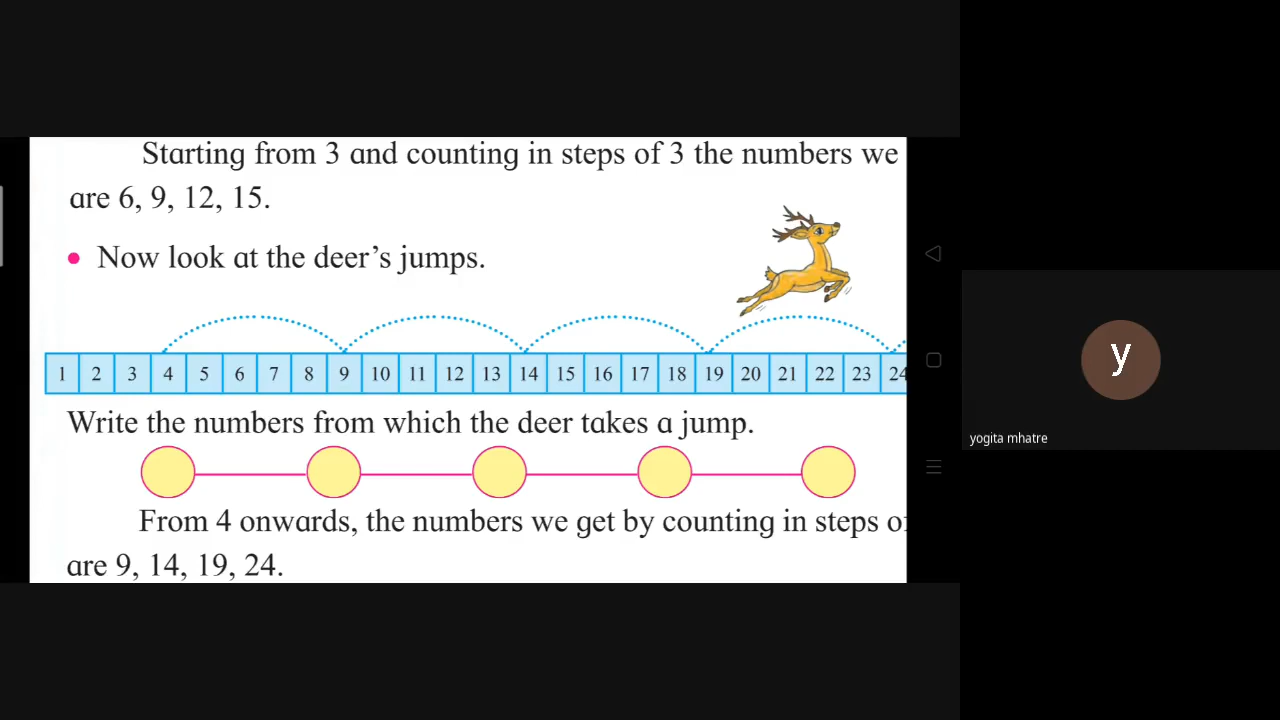 Starting from 3 and counting in steps of 3 the numbers we
are 6, 9, 12, 15.
• Now look at the deer's jumps.
1 2 3 4 5 6 7 8 9 10 11 12 13 14 15 16 17 18 19 20 21 22 23 24
Write the numbers from which the deer takes a jump.
From 4 onwards, the numbers we get by counting in steps of
are 9, 14, 19, 24.
y
yogita mhatre